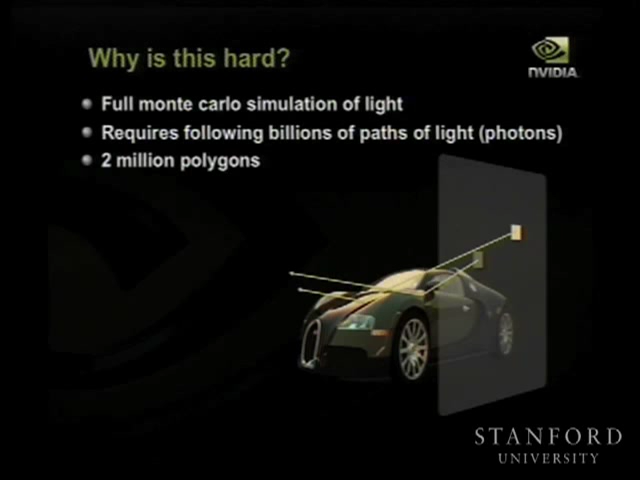 Why is this hard?
NVIDIA
Full monte carlo simulation of light
Requires following billions of paths of light (photons)
2 million polygons
STANFORD
UNIVERSITY